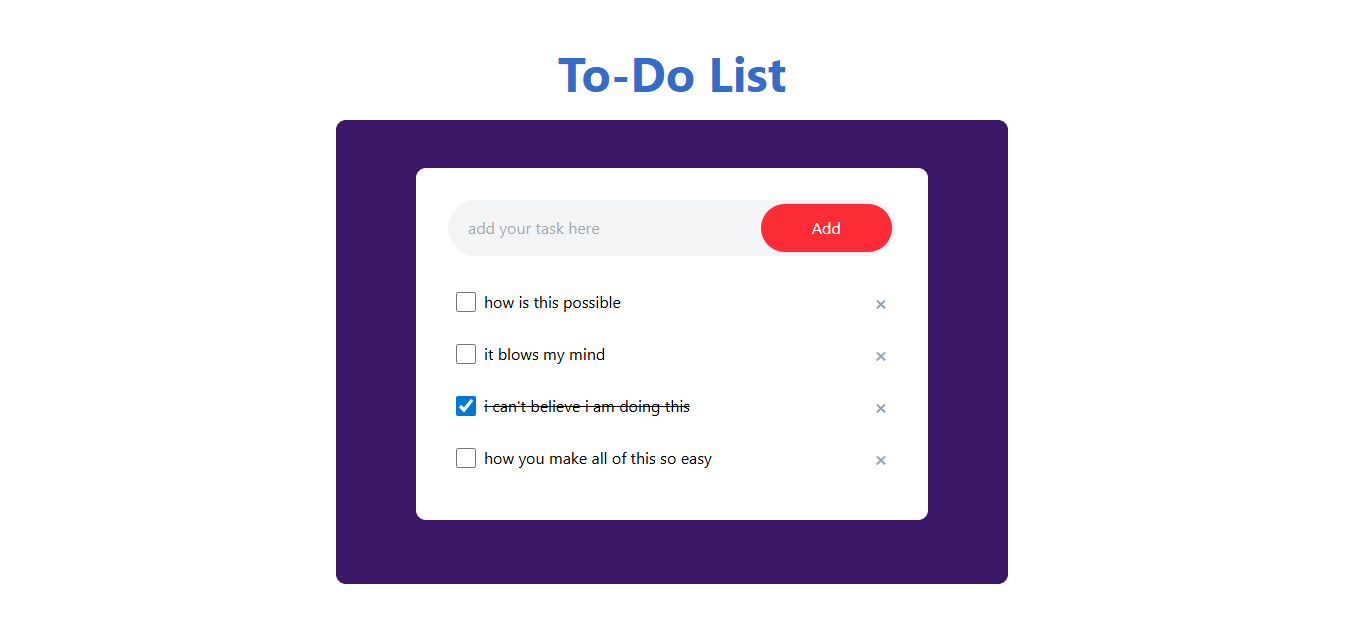 To-Do List
add your task here
Add
how is this possible
it blows my mind
i can't believe i am doing this
how you make all of this so easy